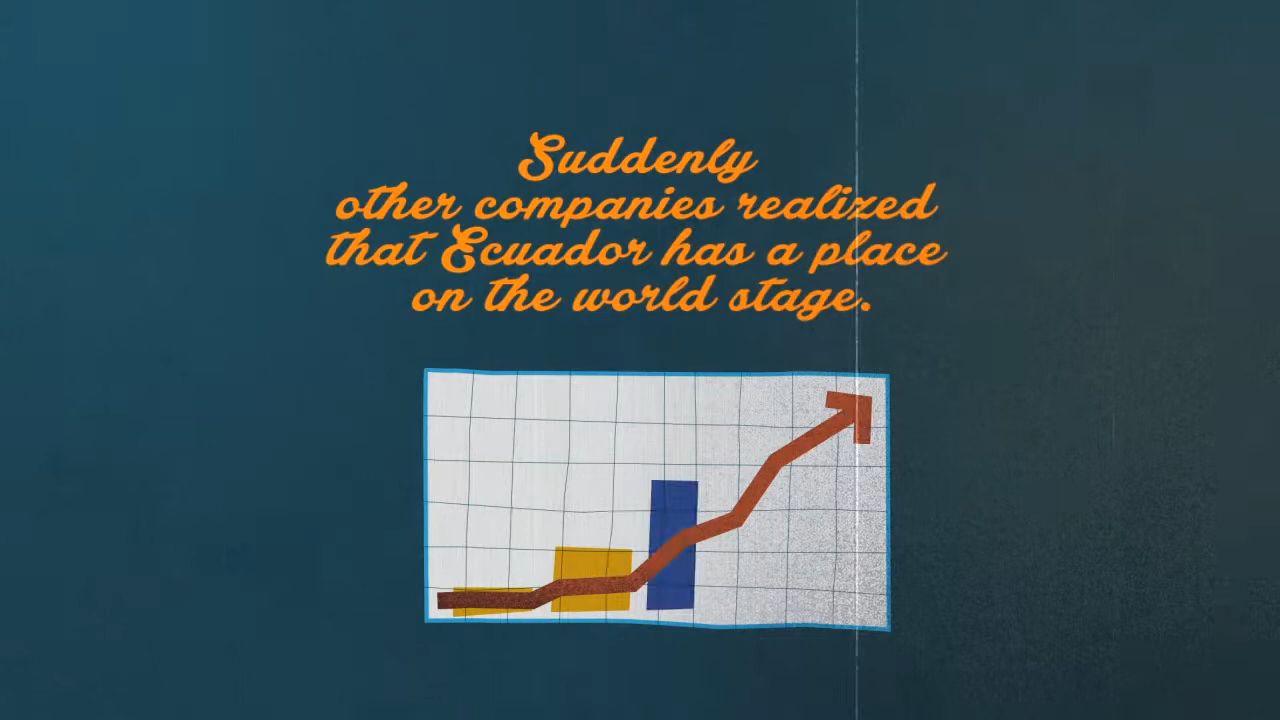 Suddenly
other companies realized
that Ecuador has a place
on the world stage.